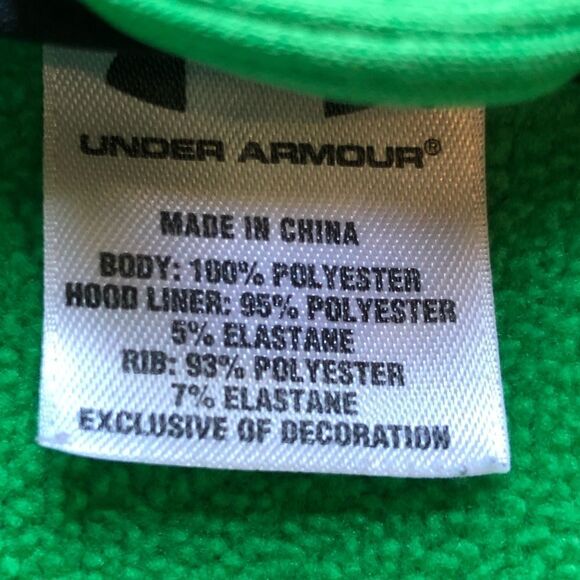 UNDER ARMOUR®
MADE IN CHINA
BODY: 100% POLYESTER
HOOD LINER: 95% POLYESTER
5% ELASTANE
RIB: 93% POLYESTER
7% ELASTANE
EXCLUSIVE OF DECORATION